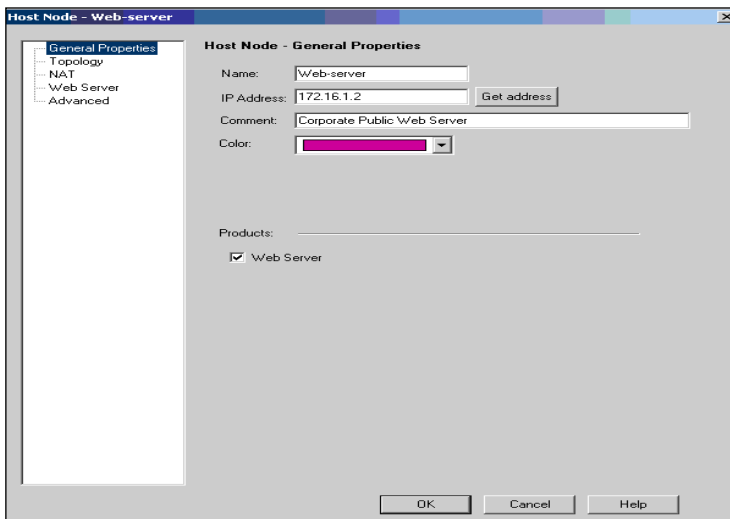 Host Node - Web-server
General Properties
Topology
NAT
Web Server
Advanced
Host Node - General Properties
Name: Web-server
IP Address: 172.16.1.2 Get address
Comment: Corporate Public Web Server
Color:
Products:
Web Server
OK Cancel Help